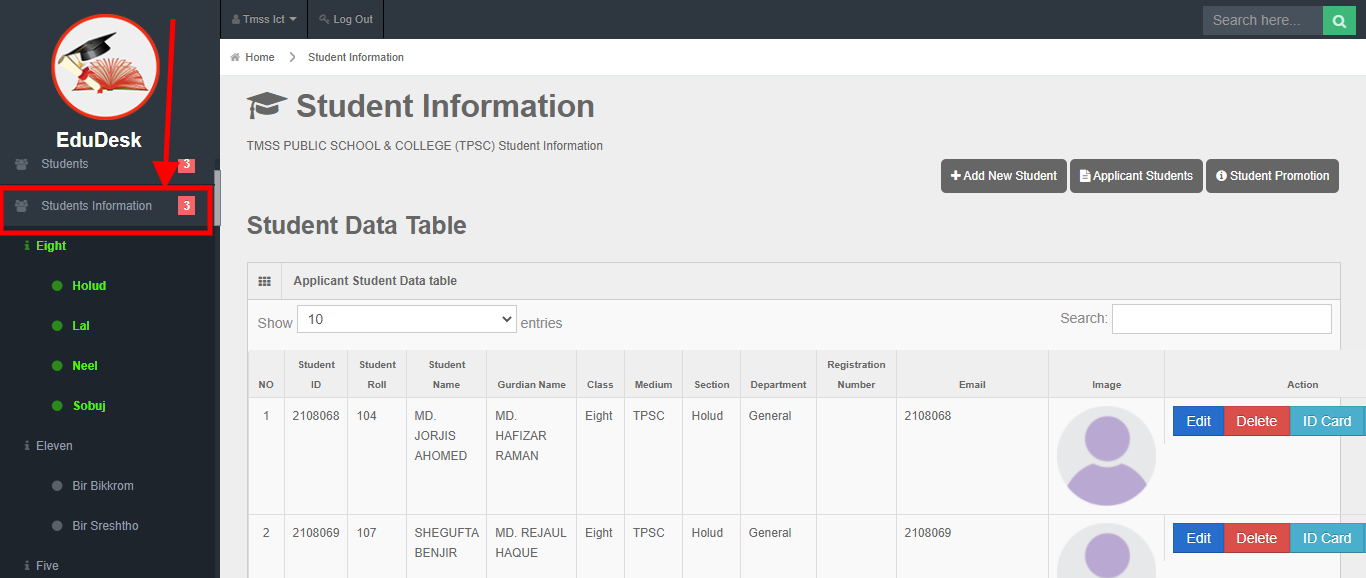 Tmss Ict
Log Out
Search here...
EduDesk
Students 3
Students Information 3
Eight
Holud
Lal
Neel
Sobuj
Eleven
Bir Bikkrom
Bir Sreshtho
Five
Home > Student Information
Student Information
TMSS PUBLIC SCHOOL & COLLEGE (TPSC) Student Information
Add New Student
Applicant Students
Student Promotion
Student Data Table
Applicant Student Data table
Show 10 entries
Search:
NO Student ID Student Roll Student Name Gurdian Name Class Medium Section Department Registration Number Email Image Action
1 2108068 104 MD. JORJIS AHOMED MD. HAFIZAR RAMAN Eight TPSC Holud General 2108068 Edit Delete ID Card
2 2108069 107 SHEGUFTA BENJIR MD. REJAUL HAQUE Eight TPSC Holud General 2108069 Edit Delete ID Card